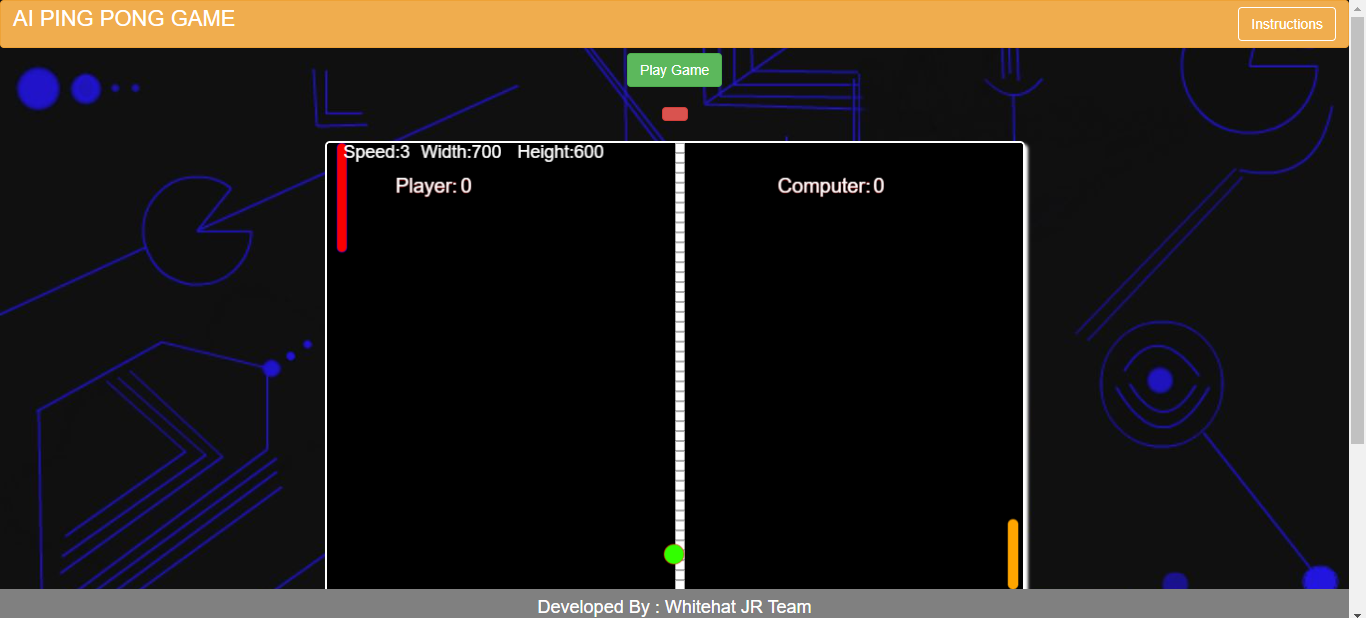 AI PING PONG GAME
Instructions
Play Game
Speed:3 Width:700 Height:600
Player: 0
Computer: 0
Developed By : Whitehat JR Team